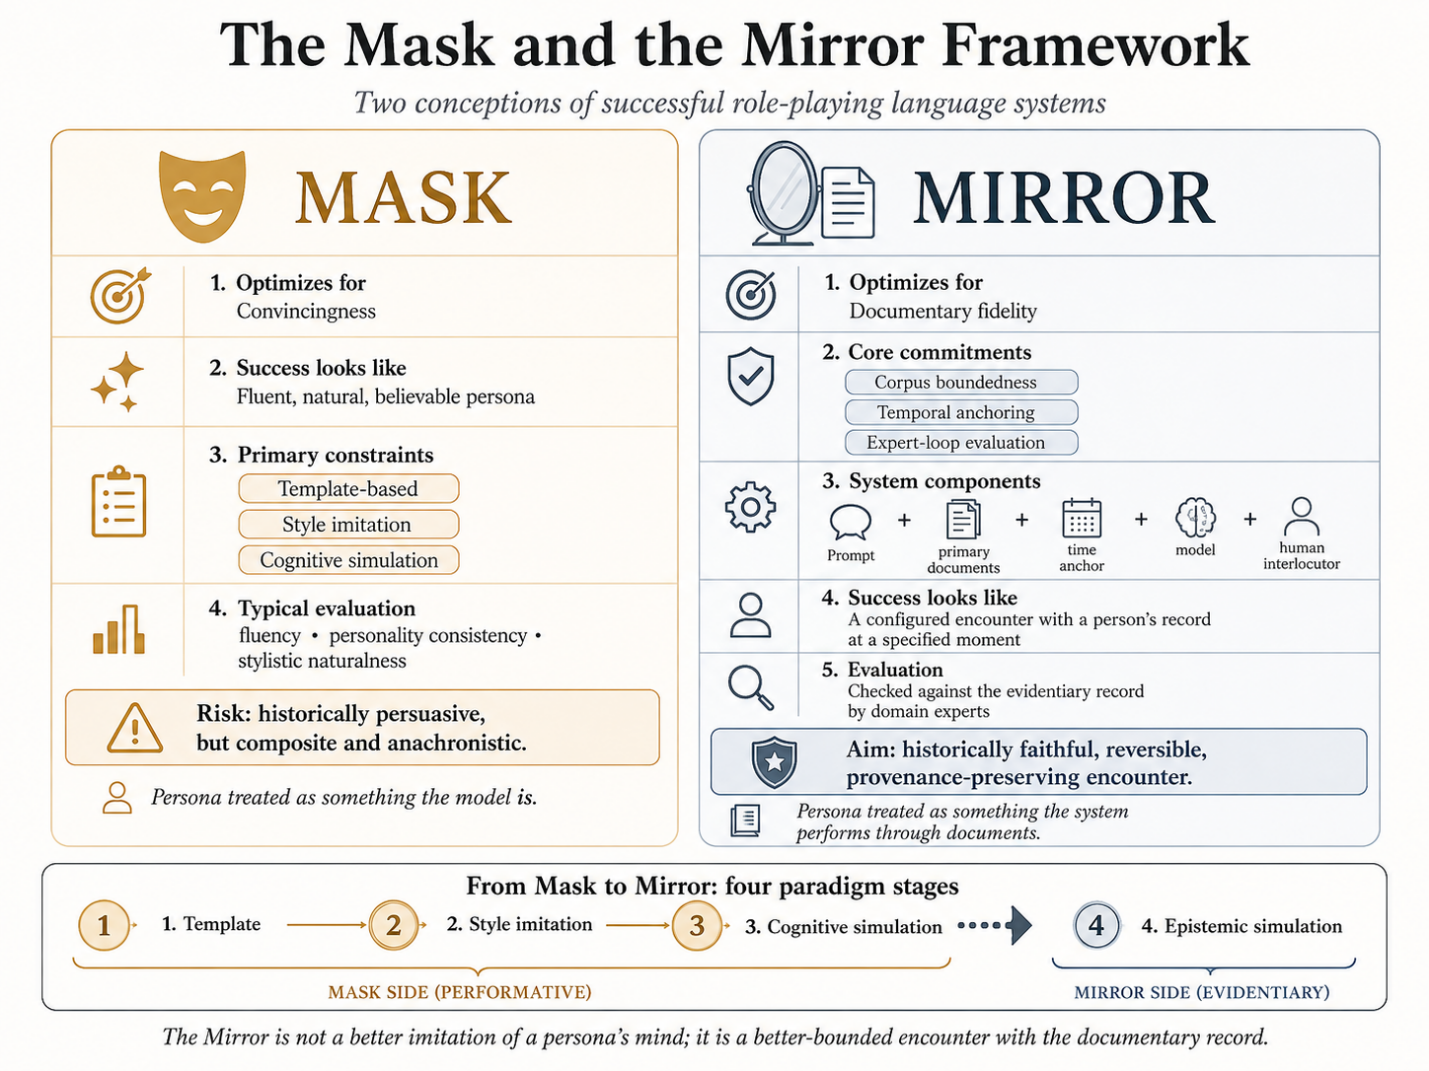 The Mask and the Mirror Framework
Two conceptions of successful role-playing language systems
MASK
1. Optimizes for
Convincingness
2. Success looks like
Fluent, natural, believable persona
3. Primary constraints
Template-based
Style imitation
Cognitive simulation
4. Typical evaluation
fluency • personality consistency •
stylistic naturalness
Risk: historically persuasive,
but composite and anachronistic.
Persona treated as something the model is.
MIRROR
1. Optimizes for
Documentary fidelity
2. Core commitments
Corpus boundedness
Temporal anchoring
Expert-loop evaluation
3. System components
Prompt + primary documents + time anchor + model + human interlocutor
4. Success looks like
A configured encounter with a person's record
at a specified moment
5. Evaluation
Checked against the evidentiary record
by domain experts
Aim: historically faithful, reversible,
provenance-preserving encounter.
Persona treated as something the system
performs through documents.
From Mask to Mirror: four paradigm stages
1 1. Template 2 2. Style imitation 3 3. Cognitive simulation 4 4. Epistemic simulation
MASK SIDE (PERFORMATIVE) MIRROR SIDE (EVIDENTIARY)
The Mirror is not a better imitation of a persona's mind; it is a better-bounded encounter with the documentary record.